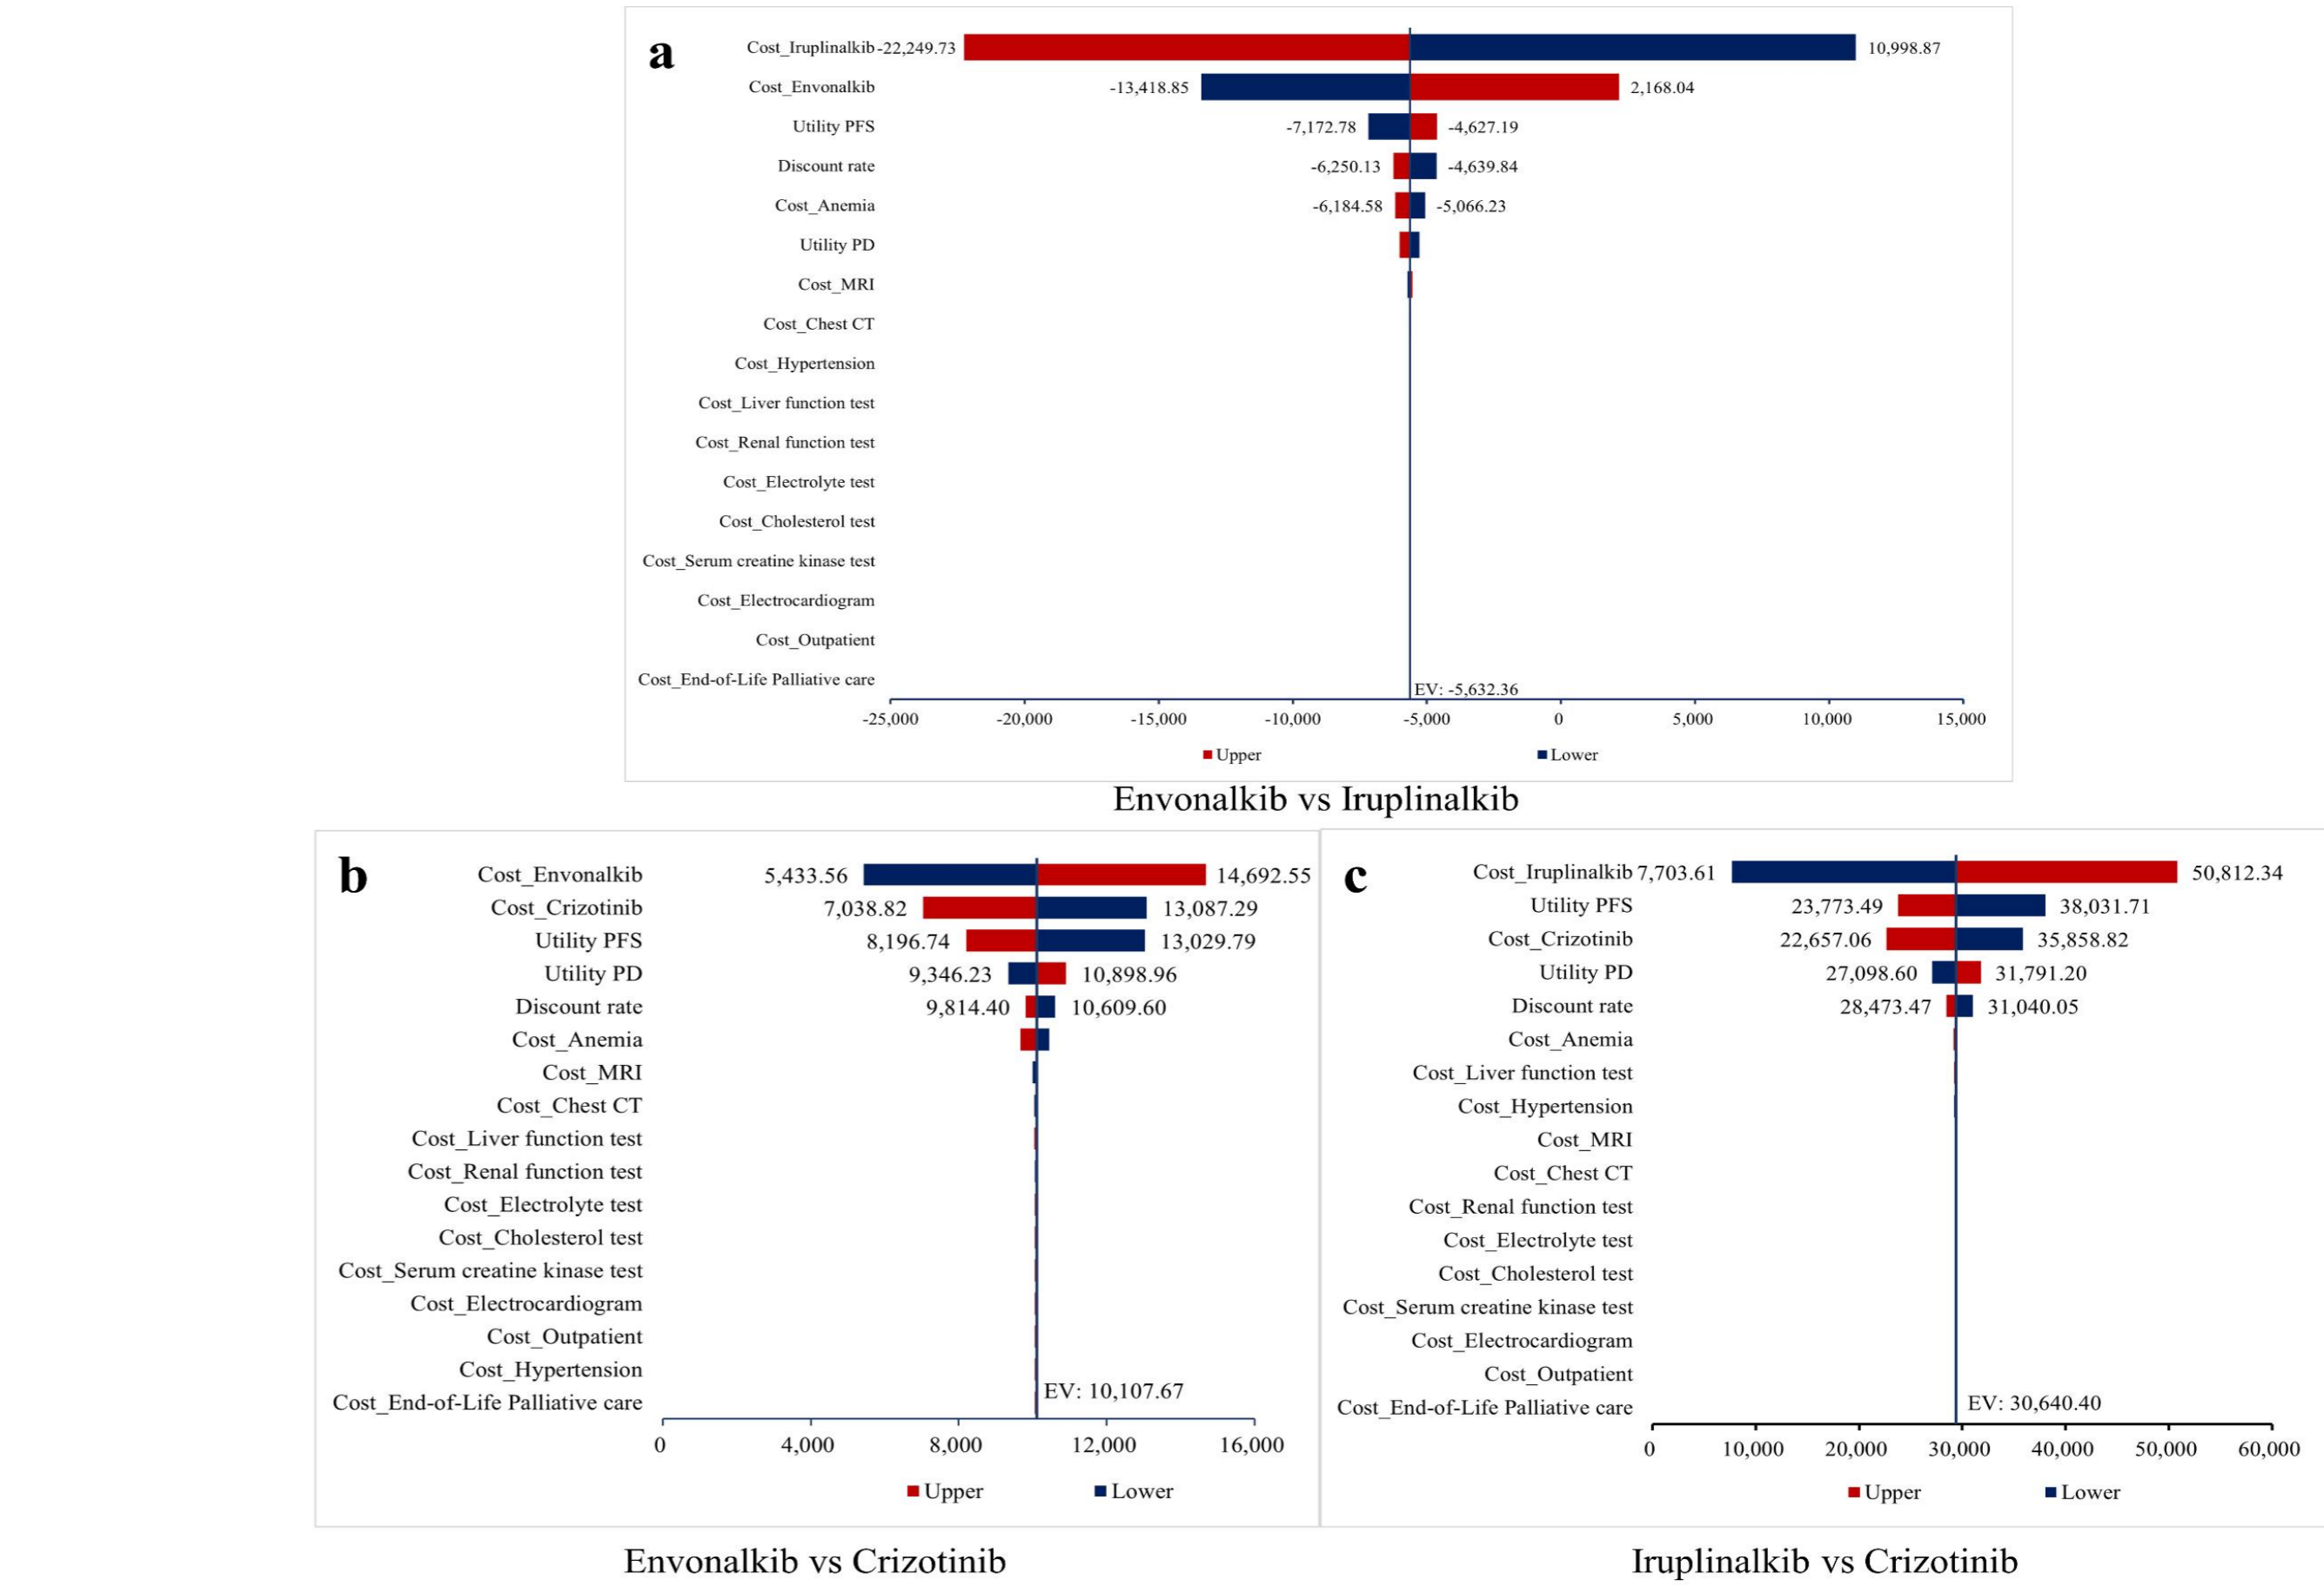 a
Cost_Iruplinalkib -22,249.73 10,998.87
Cost_Envonalkib -13,418.85 2,168.04
Utility PFS -7,172.78 -4,627.19
Discount rate -6,250.13 -4,639.84
Cost_Anemia -6,184.58 -5,066.23
Utility PD
Cost_MRI
Cost_Chest CT
Cost_Hypertension
Cost_Liver function test
Cost_Renal function test
Cost_Electrolyte test
Cost_Cholesterol test
Cost_Serum creatine kinase test
Cost_Electrocardiogram
Cost_Outpatient
Cost_End-of-Life Palliative care
EV: -5,632.36
-25,000 -20,000 -15,000 -10,000 -5,000 0 5,000 10,000 15,000
Upper Lower
Envonalkib vs Iruplinalkib
b
Cost_Envonalkib 5,433.56 14,692.55
Cost_Crizotinib 7,038.82 13,087.29
Utility PFS 8,196.74 13,029.79
Utility PD 9,346.23 10,898.96
Discount rate 9,814.40 10,609.60
Cost_Anemia
Cost_MRI
Cost_Chest CT
Cost_Liver function test
Cost_Renal function test
Cost_Electrolyte test
Cost_Cholesterol test
Cost_Serum creatine kinase test
Cost_Electrocardiogram
Cost_Outpatient
Cost_Hypertension
Cost_End-of-Life Palliative care
EV: 10,107.67
0 4,000 8,000 12,000 16,000
Upper Lower
Envonalkib vs Crizotinib
c
Cost_Iruplinalkib 7,703.61 50,812.34
Utility PFS 23,773.49 38,031.71
Cost_Crizotinib 22,657.06 35,858.82
Utility PD 27,098.60 31,791.20
Discount rate 28,473.47 31,040.05
Cost_Anemia
Cost_Liver function test
Cost_Hypertension
Cost_MRI
Cost_Chest CT
Cost_Renal function test
Cost_Electrolyte test
Cost_Cholesterol test
Cost_Serum creatine kinase test
Cost_Electrocardiogram
Cost_Outpatient
Cost_End-of-Life Palliative care
EV: 30,640.40
0 10,000 20,000 30,000 40,000 50,000 60,000
Upper Lower
Iruplinalkib vs Crizotinib